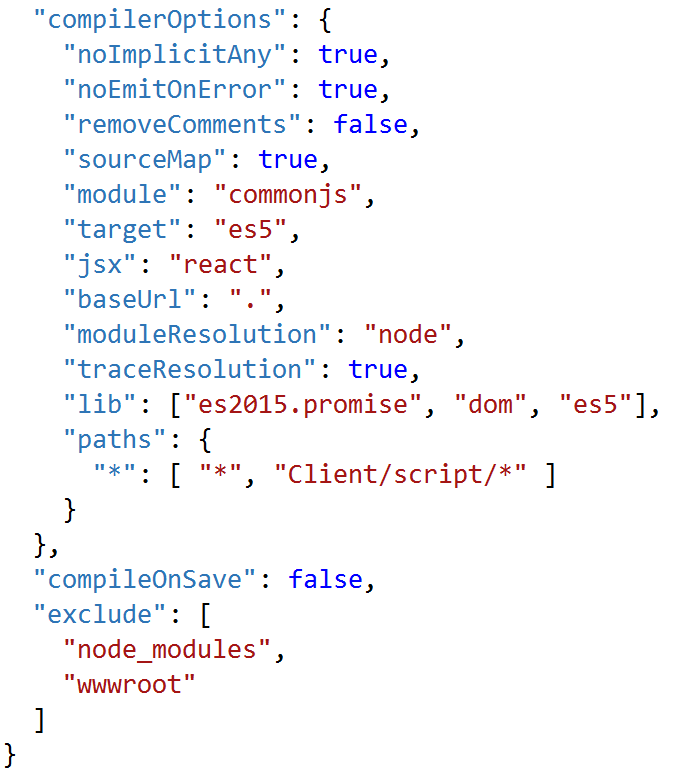 "compilerOptions": {
"noImplicitAny": true,
"noEmitOnError": true,
"removeComments": false,
"sourceMap": true,
"module": "commonjs",
"target": "es5",
"jsx": "react",
"baseUrl": ".",
"moduleResolution": "node",
"traceResolution": true,
"lib": ["es2015.promise", "dom", "es5"],
"paths": {
"*": [ "*", "Client/script/*" ]
}
},
"compileOnSave": false,
"exclude": [
"node_modules",
"wwwroot"
]
}